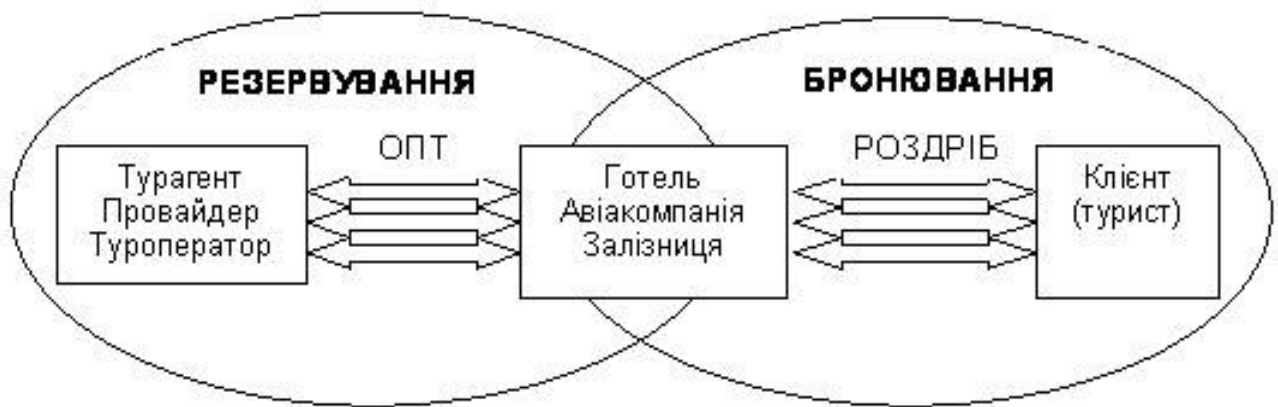 РЕЗЕРВУВАННЯ
БРОНЮВАННЯ
ОПТ
РОЗДРІБ
Турагент
Провайдер
Туроператор
Готель
Авіакомпанія
Залізниця
Клієнт
(турист)